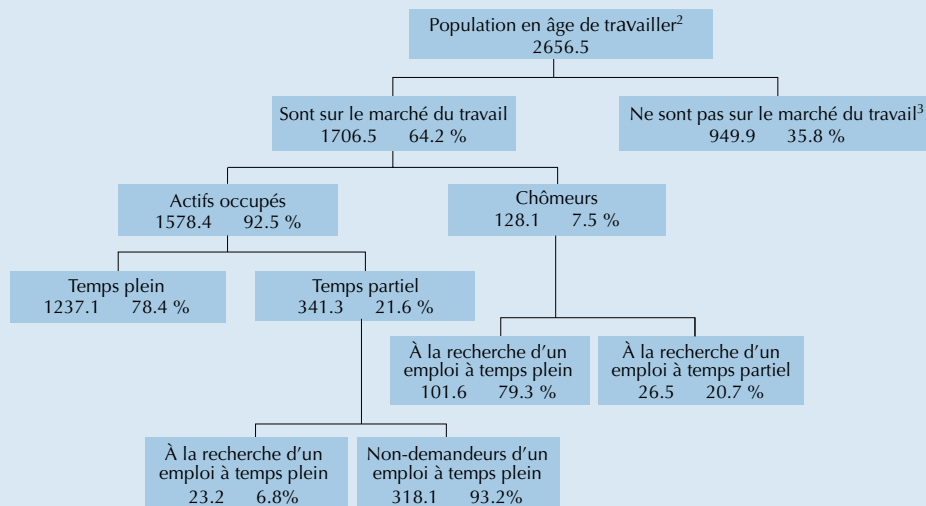 Population en âge de travailler²
2656.5
Sont sur le marché du travail
1706.5 64.2 %
Ne sont pas sur le marché du travail³
949.9 35.8 %
Actifs occupés
1578.4 92.5 %
Chômeurs
128.1 7.5 %
Temps plein
1237.1 78.4 %
Temps partiel
341.3 21.6 %
À la recherche d'un
emploi à temps plein
101.6 79.3 %
À la recherche d'un
emploi à temps partiel
26.5 20.7 %
À la recherche d'un
emploi à temps plein
23.2 6.8%
Non-demandeurs d'un
emploi à temps plein
318.1 93.2%